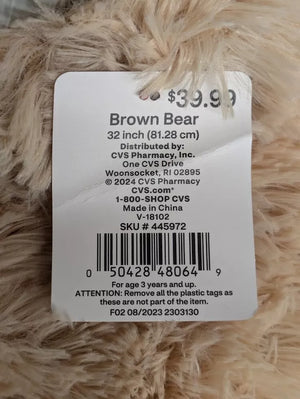 $39.99
Brown Bear
32 inch (81.28 cm)
Distributed by:
CVS Pharmacy, Inc.
One CVS Drive
Woonsocket, RI 02895
© 2024 CVS Pharmacy
CVS.com®
1-800-SHOP CVS
Made in China
V-18102
SKU # 445972
0 50428 48064 9
For age 3 years and up.
ATTENTION: Remove all the plastic tags as
these are not part of the item.
F02 08/2023 2303130